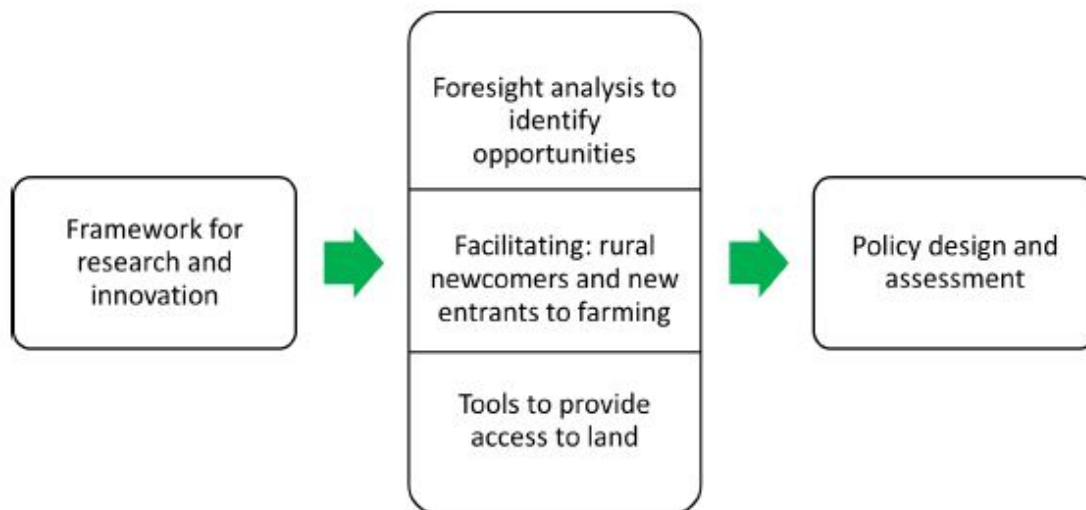 Framework for
research and
innovation
Foresight analysis to
identify
opportunities
Facilitating: rural
newcomers and new
entrants to farming
Tools to provide
access to land
Policy design and
assessment